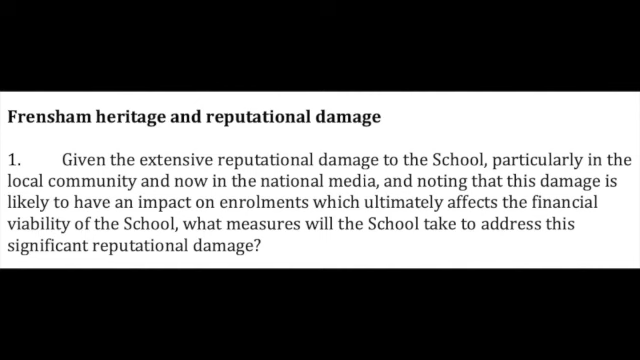 Frensham heritage and reputational damage
1. Given the extensive reputational damage to the School, particularly in the
local community and now in the national media, and noting that this damage is
likely to have an impact on enrolments which ultimately affects the financial
viability of the School, what measures will the School take to address this
significant reputational damage?